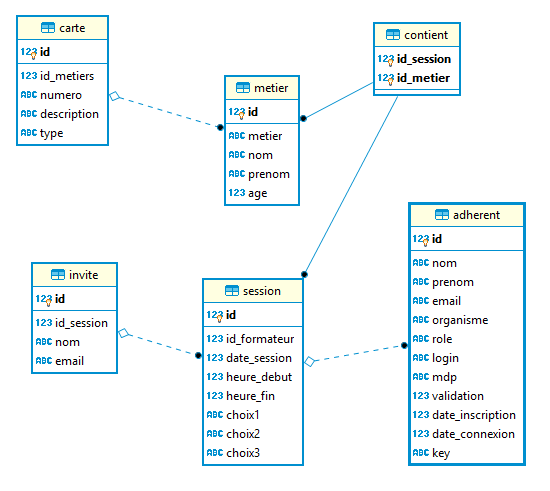 carte
123 id
123 id_metiers
ABC numero
ABC description
ABC type
metier
123 id
ABC metier
ABC nom
ABC prenom
123 age
contient
123 id_session
123 id_metier
invite
123 id
123 id_session
ABC nom
ABC email
session
123 id
123 id_formateur
123 date_session
123 heure_debut
123 heure_fin
ABC choix1
ABC choix2
ABC choix3
adherent
123 id
ABC nom
ABC prenom
ABC email
ABC organisme
ABC role
ABC login
ABC mdp
123 validation
123 date_inscription
123 date_connexion
ABC key